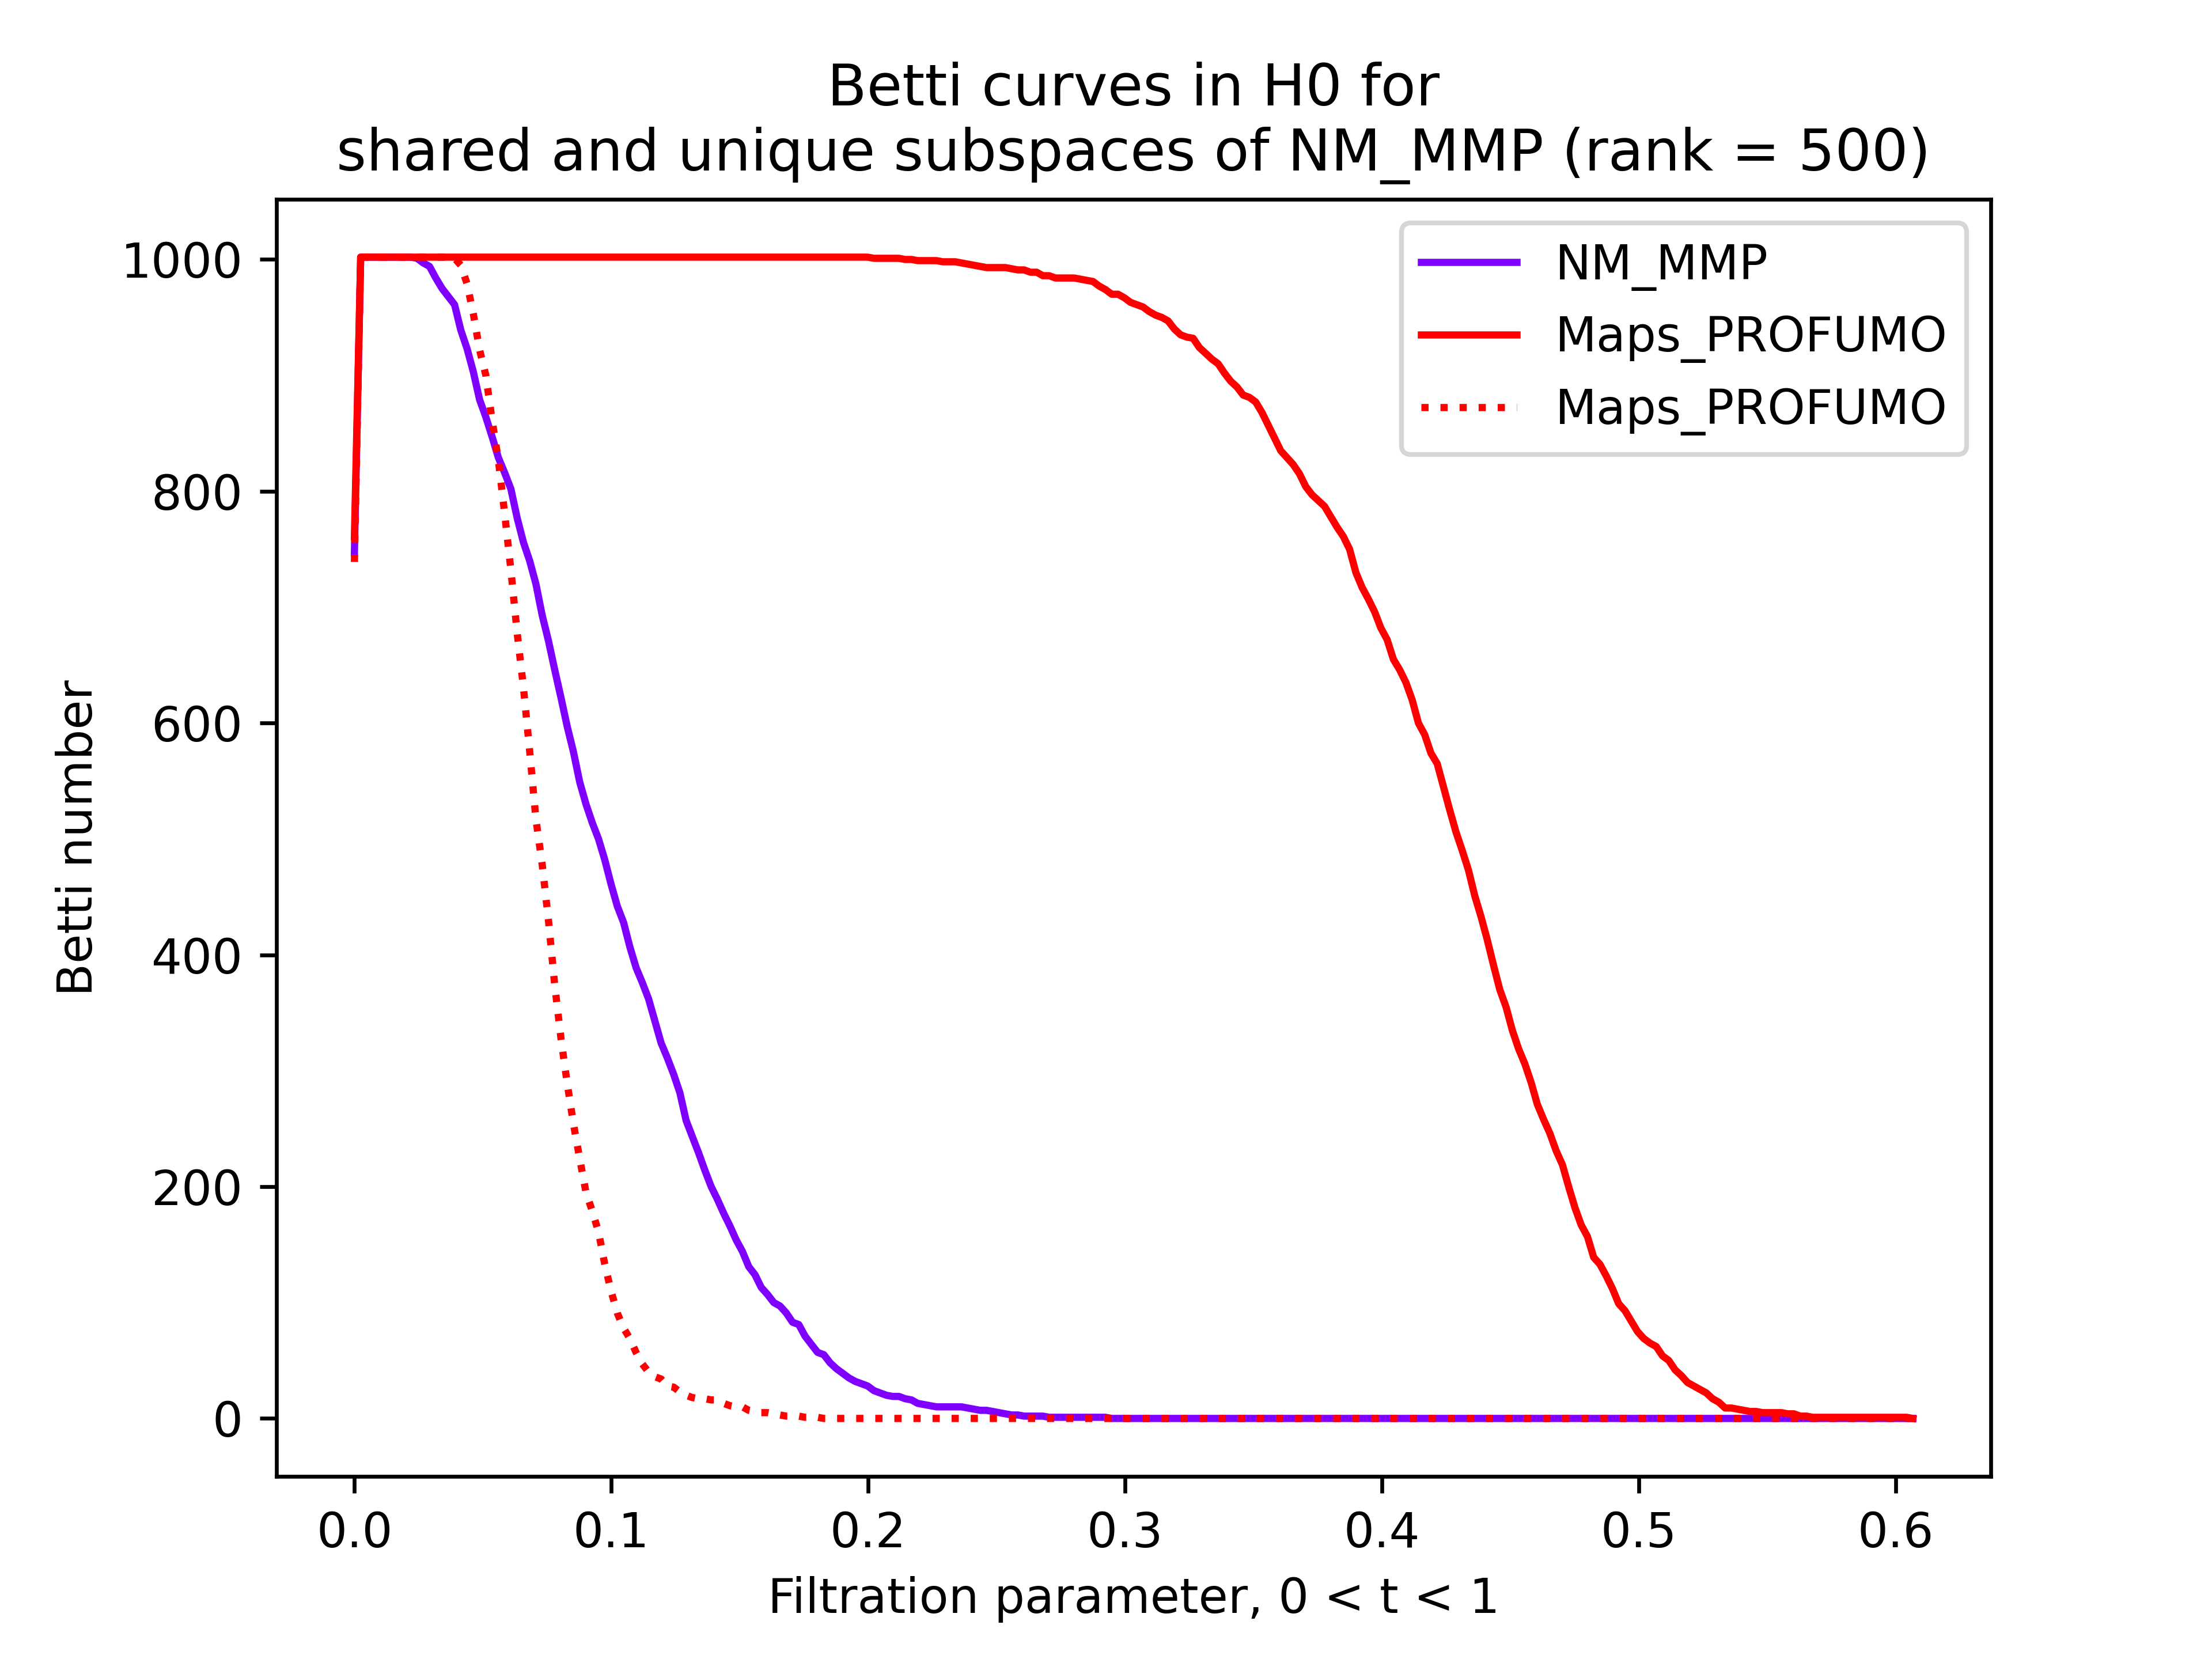 Betti curves in H0 for
shared and unique subspaces of NM_MMP (rank = 500)
NM_MMP
Maps_PROFUMO
Maps_PROFUMO
Betti number
1000
800
600
400
200
0
0.0 0.1 0.2 0.3 0.4 0.5 0.6
Filtration parameter, 0 < t < 1